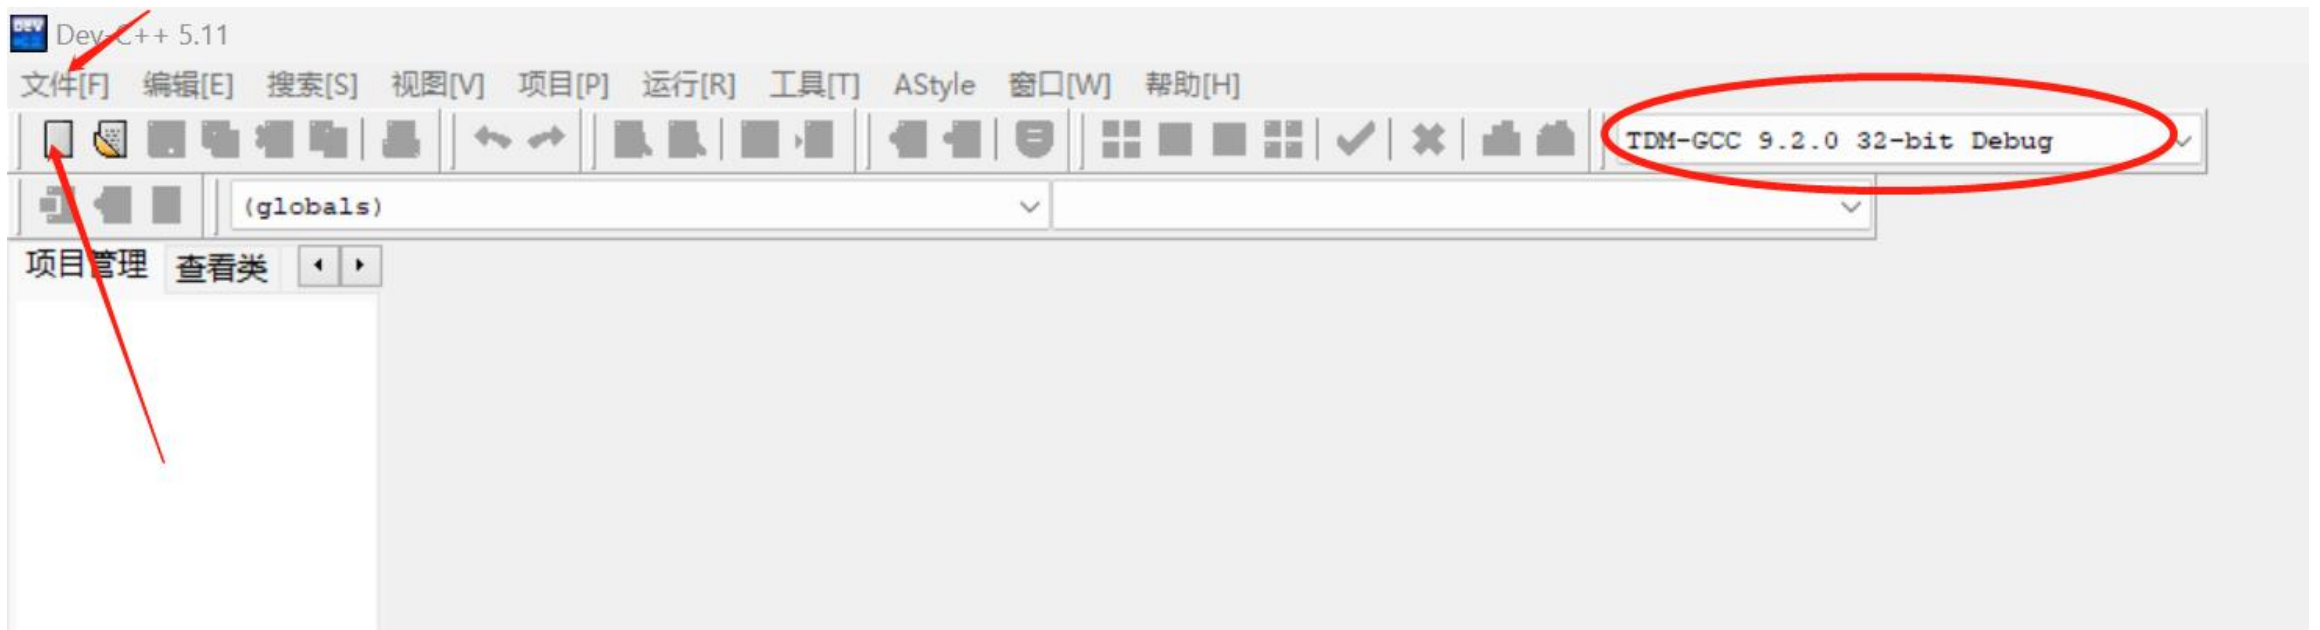 Dev-C++ 5.11
文件[F] 编辑[E] 搜索[S] 视图[V] 项目[P] 运行[R] 工具[T] AStyle 窗口[W] 帮助[H]
TDM-GCC 9.2.0 32-bit Debug
(globals)
项目管理 查看类